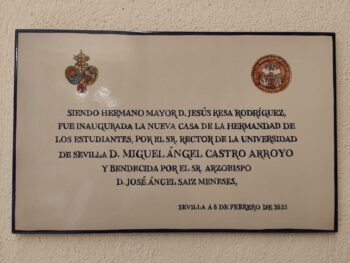 SIENDO HERMANO MAYOR D. JESÚS RESA RODRÍGUEZ,
FUE INAUGURADA LA NUEVA CASA DE LA HERMANDAD DE
LOS ESTUDIANTES, POR EL SR. RECTOR DE LA UNIVERSIDAD
DE SEVILLA D. MIGUEL ÁNGEL CASTRO ARROYO
Y BENDECIDA POR EL SR. ARZOBISPO
D. JOSÉ ÁNGEL SAIZ MENESES,
SEVILLA A 6 DE FEBRERO DE 2025